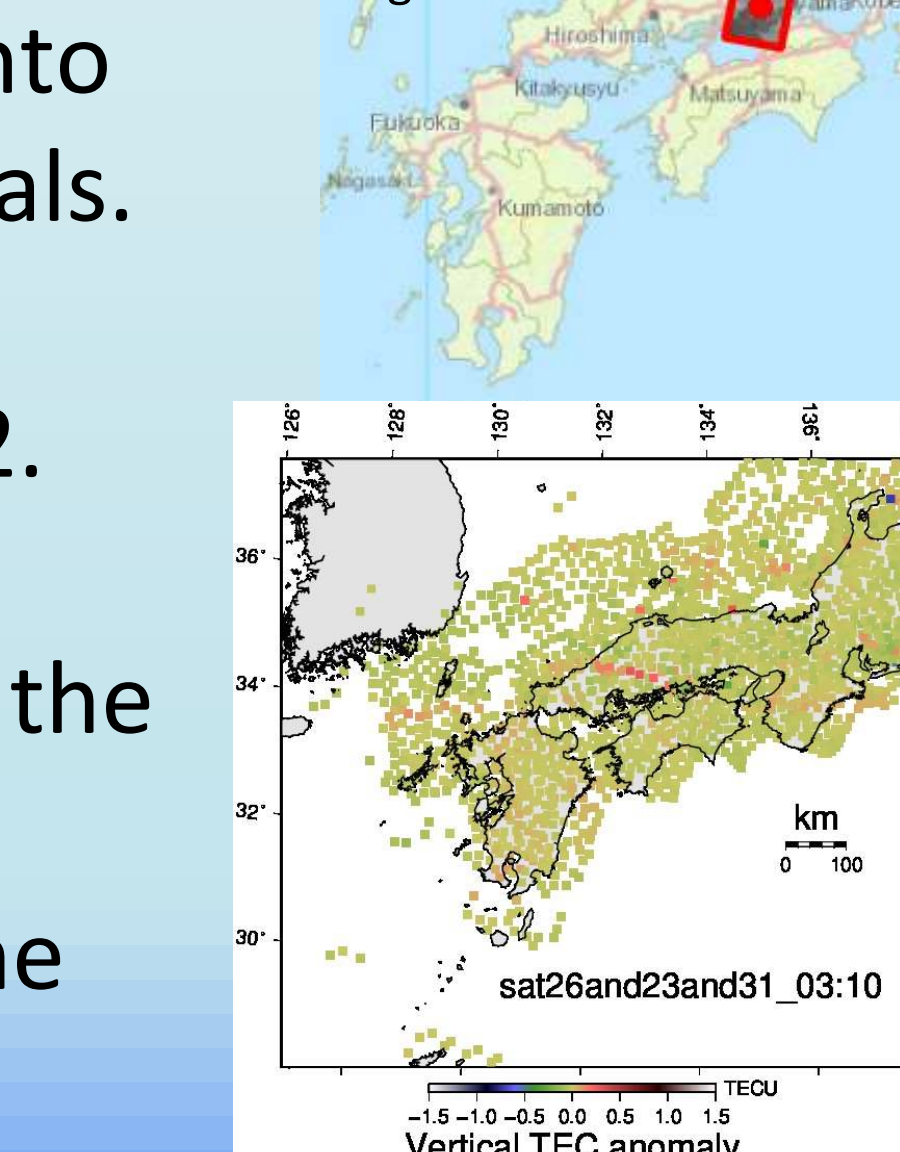 nto
als.
2.
the
ne
Hiroshima
Kitakyusyu
Matsuyama
Fukuoka
Nagasaki
Kumamoto
126° 128° 130° 132° 134° 136°
36°
34°
32°
30°
km
0 100
sat26and23and31_03:10
TECU
−1.5 −1.0 −0.5 0.0 0.5 1.0 1.5
Vertical TEC anomaly